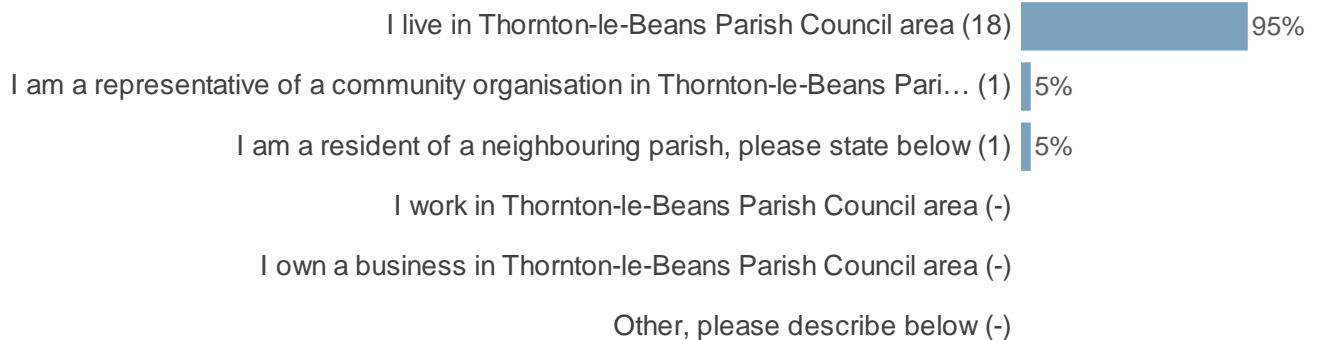 I live in Thornton-le-Beans Parish Council area (18) 95%
I am a representative of a community organisation in Thornton-le-Beans Pari… (1) 5%
I am a resident of a neighbouring parish, please state below (1) 5%
I work in Thornton-le-Beans Parish Council area (-)
I own a business in Thornton-le-Beans Parish Council area (-)
Other, please describe below (-)